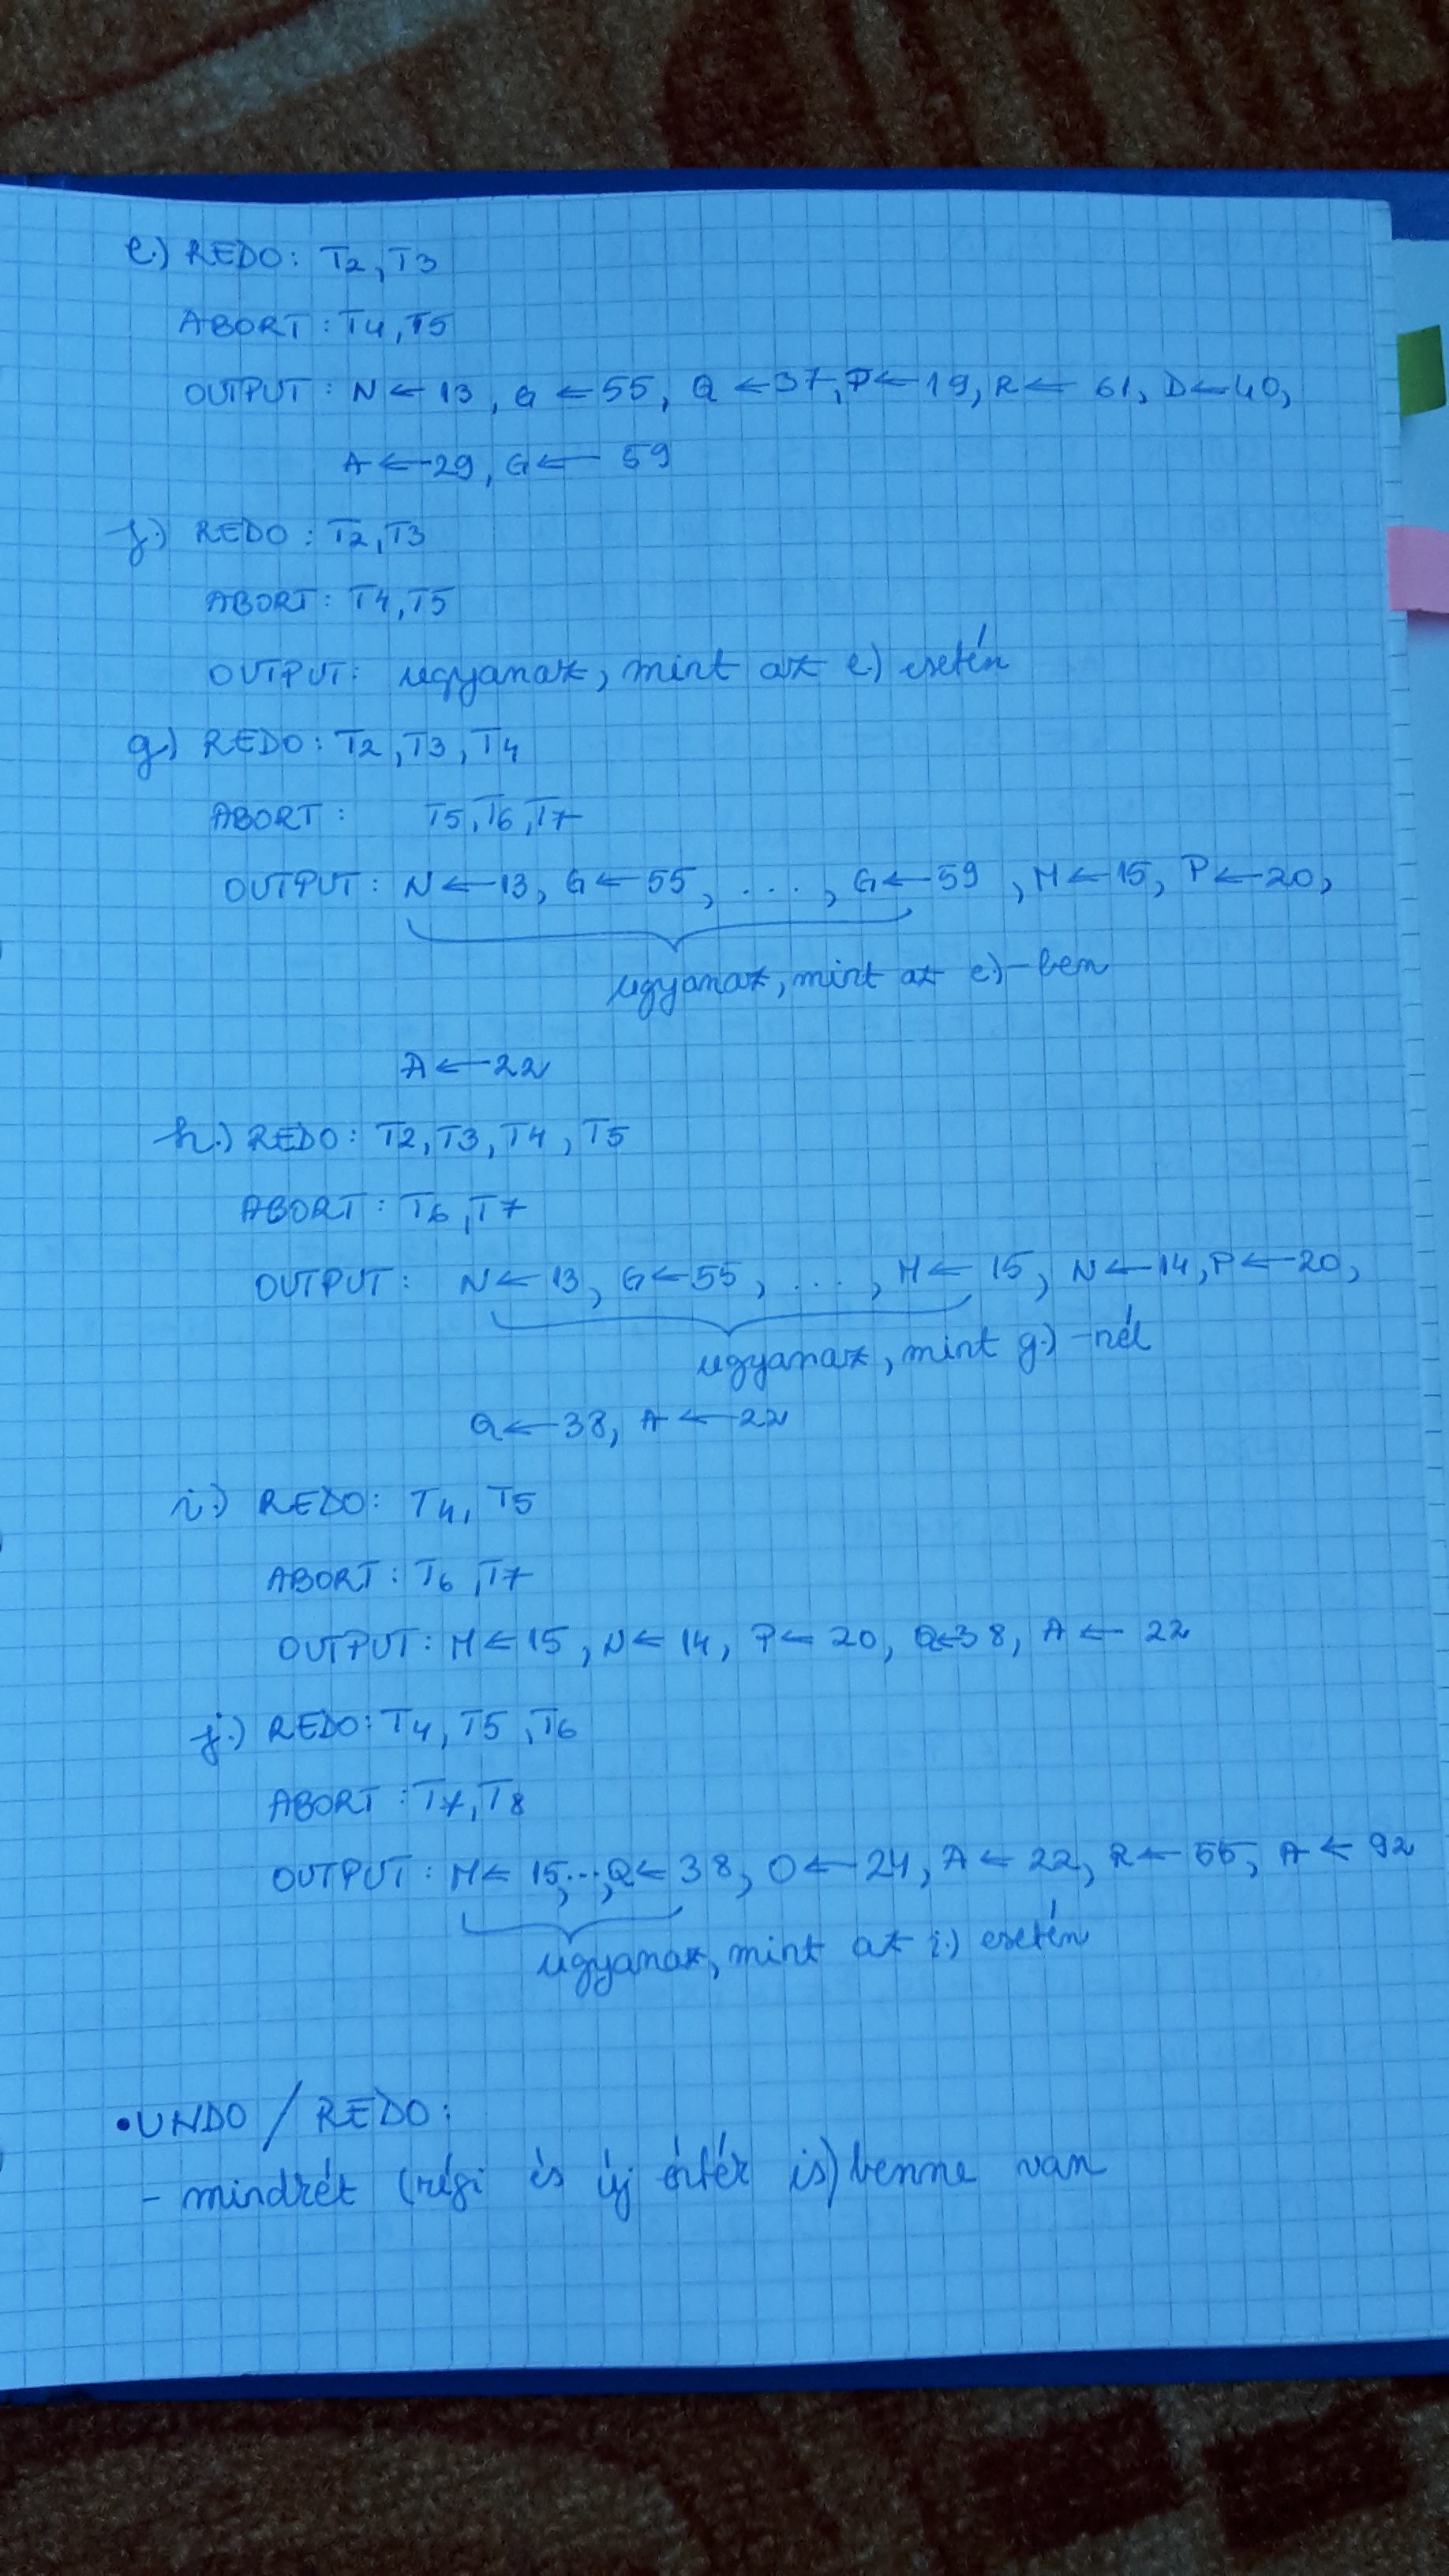 e.) REDO: T2, T3
ABORT: T4, T5
OUTPUT: N ← 13, G ← 55, Q ← 37, P ← 19, R ← 61, D ← 40,
A ← 29, G ← 59
f.) REDO: T2, T3
ABORT: T4, T5
OUTPUT: ugyanaz, mint az e.) esetén
g.) REDO: T2, T3, T4
ABORT: T5, T6, T7
OUTPUT: N ← 13, G ← 55, ..., G ← 59, M ← 15, P ← 20,
ugyanaz, mint az e.)-ben
A ← 22
h.) REDO: T2, T3, T4, T5
ABORT: T6, T7
OUTPUT: N ← 13, G ← 55, ..., M ← 15, N ← 14, P ← 20,
ugyanaz, mint g.)-nél
Q ← 38, A ← 22
i.) REDO: T4, T5
ABORT: T6, T7
OUTPUT: M ← 15, N ← 14, P ← 20, Q ← 38, A ← 22
j.) REDO: T4, T5, T6
ABORT: T7, T8
OUTPUT: M ← 15, ..., Q ← 38, O ← 24, A ← 22, R ← 55, A ← 92
ugyanaz, mint az i.) esetén
• UNDO / REDO:
- mindkét (régi és új érték is) benne van